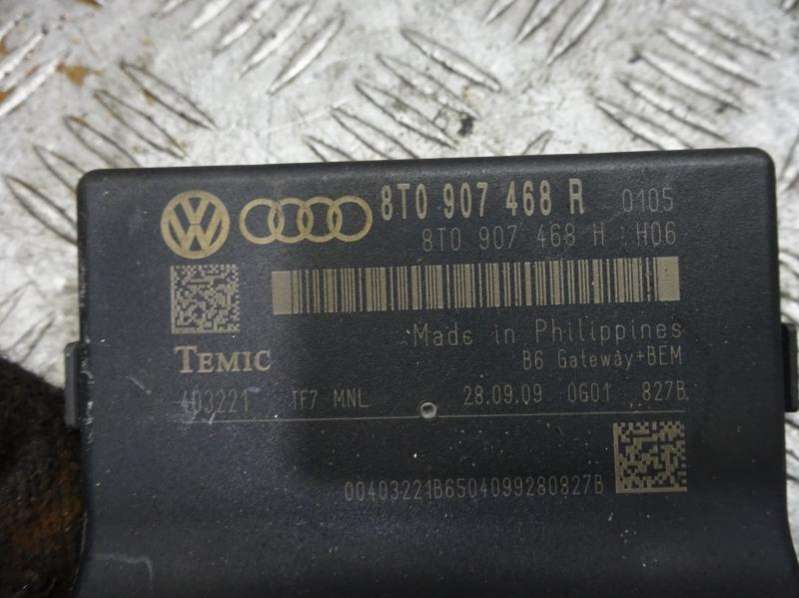 8T0 907 468 R 0105
8T0 907 468 H H06
Made in Philippines
TEMIC
B6 Gateway+BEM
403221 TF7 MNL 28.09.09 0G01 827B
00403221B6504099280827B